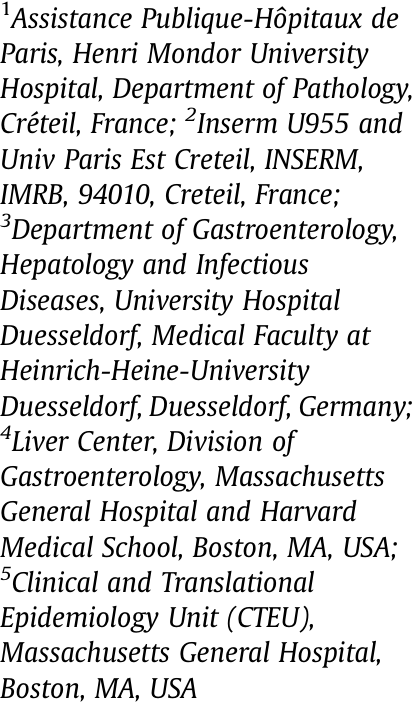 ¹Assistance Publique-Hôpitaux de
Paris, Henri Mondor University
Hospital, Department of Pathology,
Créteil, France; ²Inserm U955 and
Univ Paris Est Creteil, INSERM,
IMRB, 94010, Creteil, France;
³Department of Gastroenterology,
Hepatology and Infectious
Diseases, University Hospital
Duesseldorf, Medical Faculty at
Heinrich-Heine-University
Duesseldorf, Duesseldorf, Germany;
⁴Liver Center, Division of
Gastroenterology, Massachusetts
General Hospital and Harvard
Medical School, Boston, MA, USA;
⁵Clinical and Translational
Epidemiology Unit (CTEU),
Massachusetts General Hospital,
Boston, MA, USA